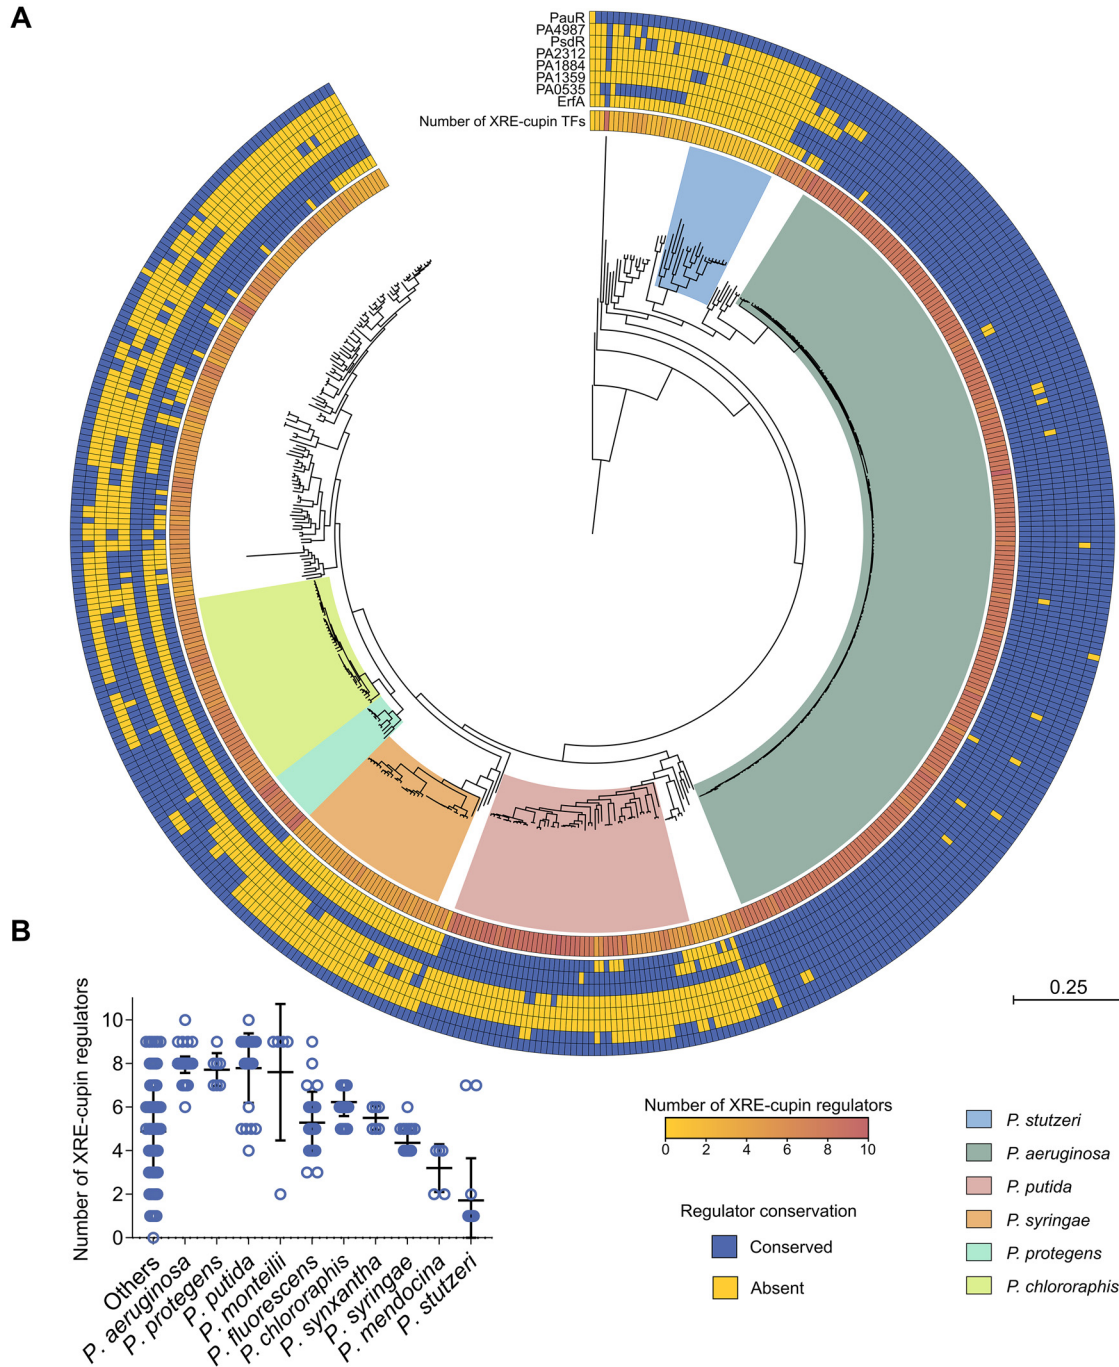 A
PauR
PA4987
PsdR
PA2312
PA1884
PA1359
PA0535
ErfA
Number of XRE-cupin TFs
0.25
B
Number of XRE-cupin regulators
10
8
6
4
2
0
Others
P. aeruginosa
P. protegens
P. putida
P. monteilii
P. fluorescens
P. chlororaphis
P. synxantha
P. syringae
P. mendocina
P. stutzeri
Number of XRE-cupin regulators
0 2 4 6 8 10
Regulator conservation
Conserved
Absent
P. stutzeri
P. aeruginosa
P. putida
P. syringae
P. protegens
P. chlororaphis